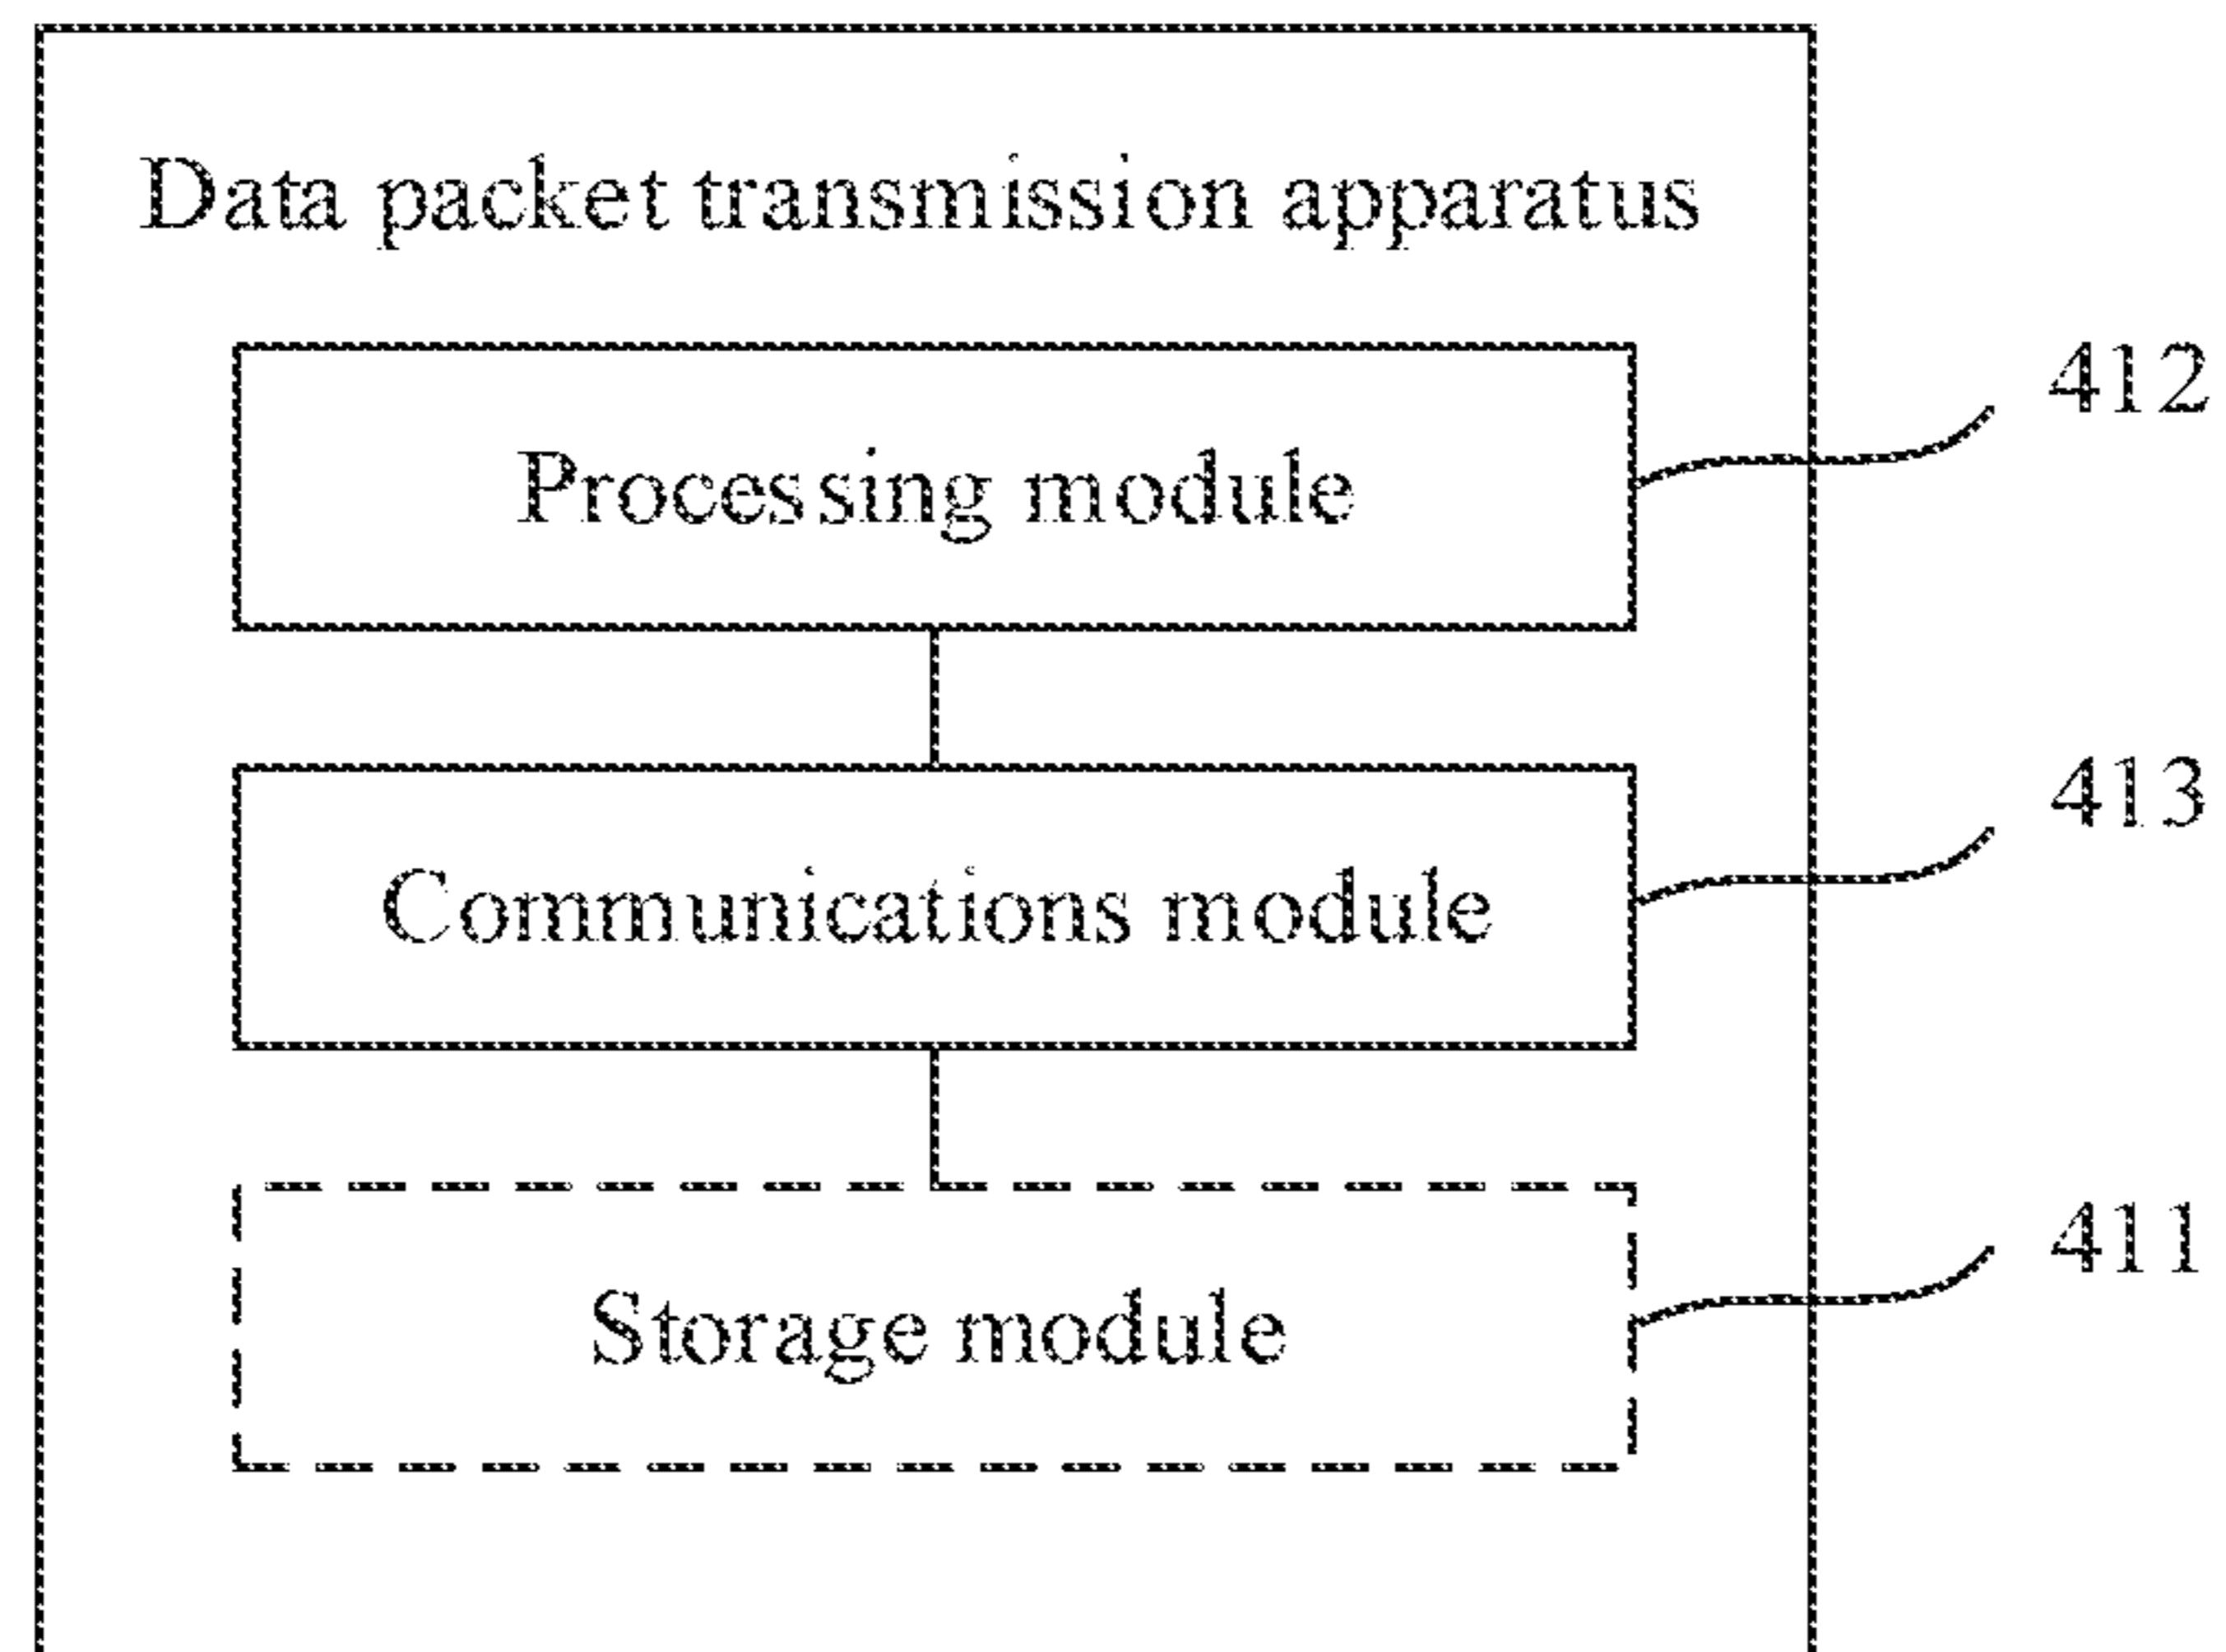 Data packet transmission apparatus
412
Processing module
413
Communications module
411
Storage module